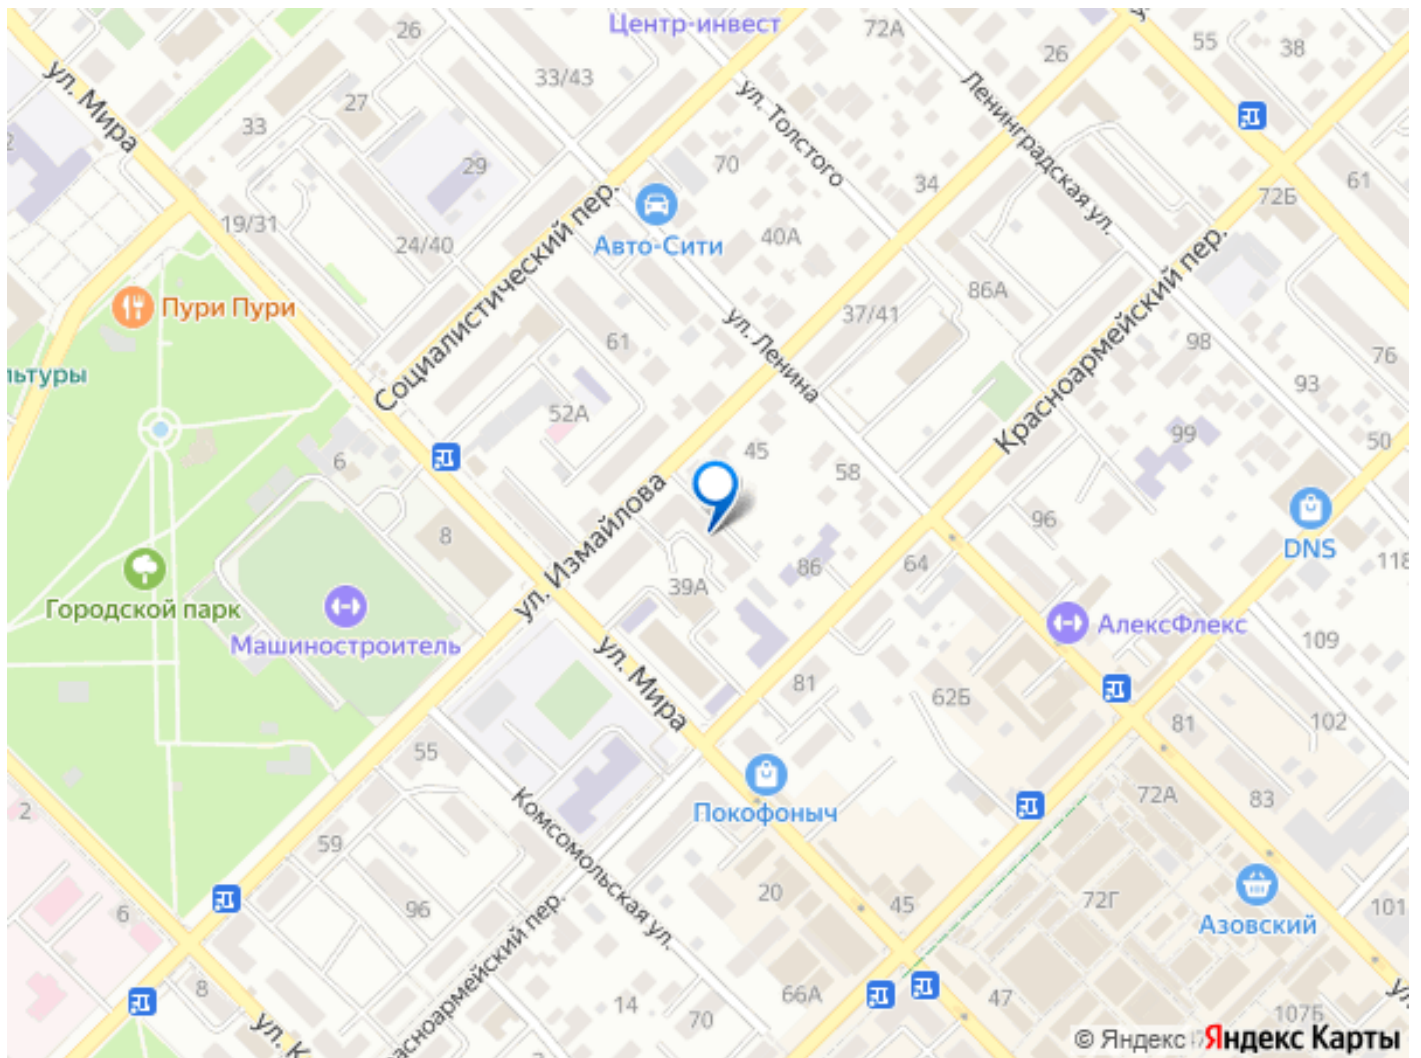 Центр-инвест
26
72А
55
38
26
33/43
ул. Мира
27
33
ул. Толстого
Ленинградская ул.
29
70
34
61
72Б
19/31
24/40
Социалистический пер.
Авто-Сити
40А
86А
37/41
Красноармейский пер.
Пури Пури
ул. Ленина
61
98
76
93
льтуры
52А
99
50
45
6
58
8
ул. Измайлова
96
DNS
118
86
64
39А
Городской парк
Машиностроитель
АлексФлекс
109
ул. Мира
81
62Б
81
102
55
Покофоныч
72А
83
2
Комсомольская ул.
59
20
45
72Г
96
6
101
Азовский
асноармейский пер.
8
ул. К
14
70
66А
47
107Б
ул.
© Яндекс Яндекс Карты